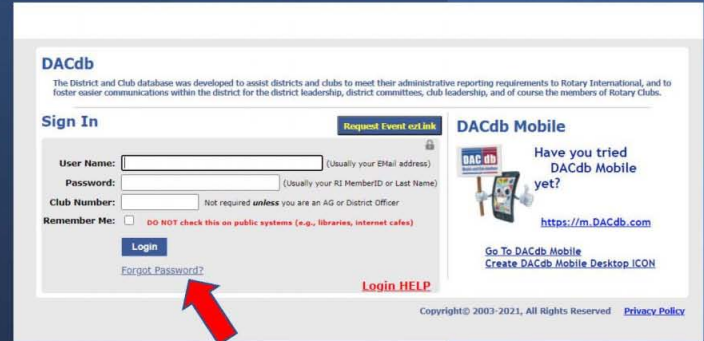 DACdb
The District and Club database was developed to assist districts and clubs to meet their administrative reporting requirements to Rotary International, and to
foster easier communications within the district for the district leadership, district committees, club leadership, and of course the members of Rotary Clubs.
Sign In
Request Event ezLink
User Name:
(Usually your EMail address)
Password:
(Usually your RI MemberID or Last Name)
Club Number:
Not required unless you are an AG or District Officer
Remember Me:
DO NOT check this on public systems (e.g., libraries, internet cafes)
Login
Forgot Password?
Login HELP
DACdb Mobile
DAC db
Have you tried
DACdb Mobile
yet?
https://m.DACdb.com
Go To DACdb Mobile
Create DACdb Mobile Desktop ICON
Copyright© 2003-2021, All Rights Reserved Privacy Policy